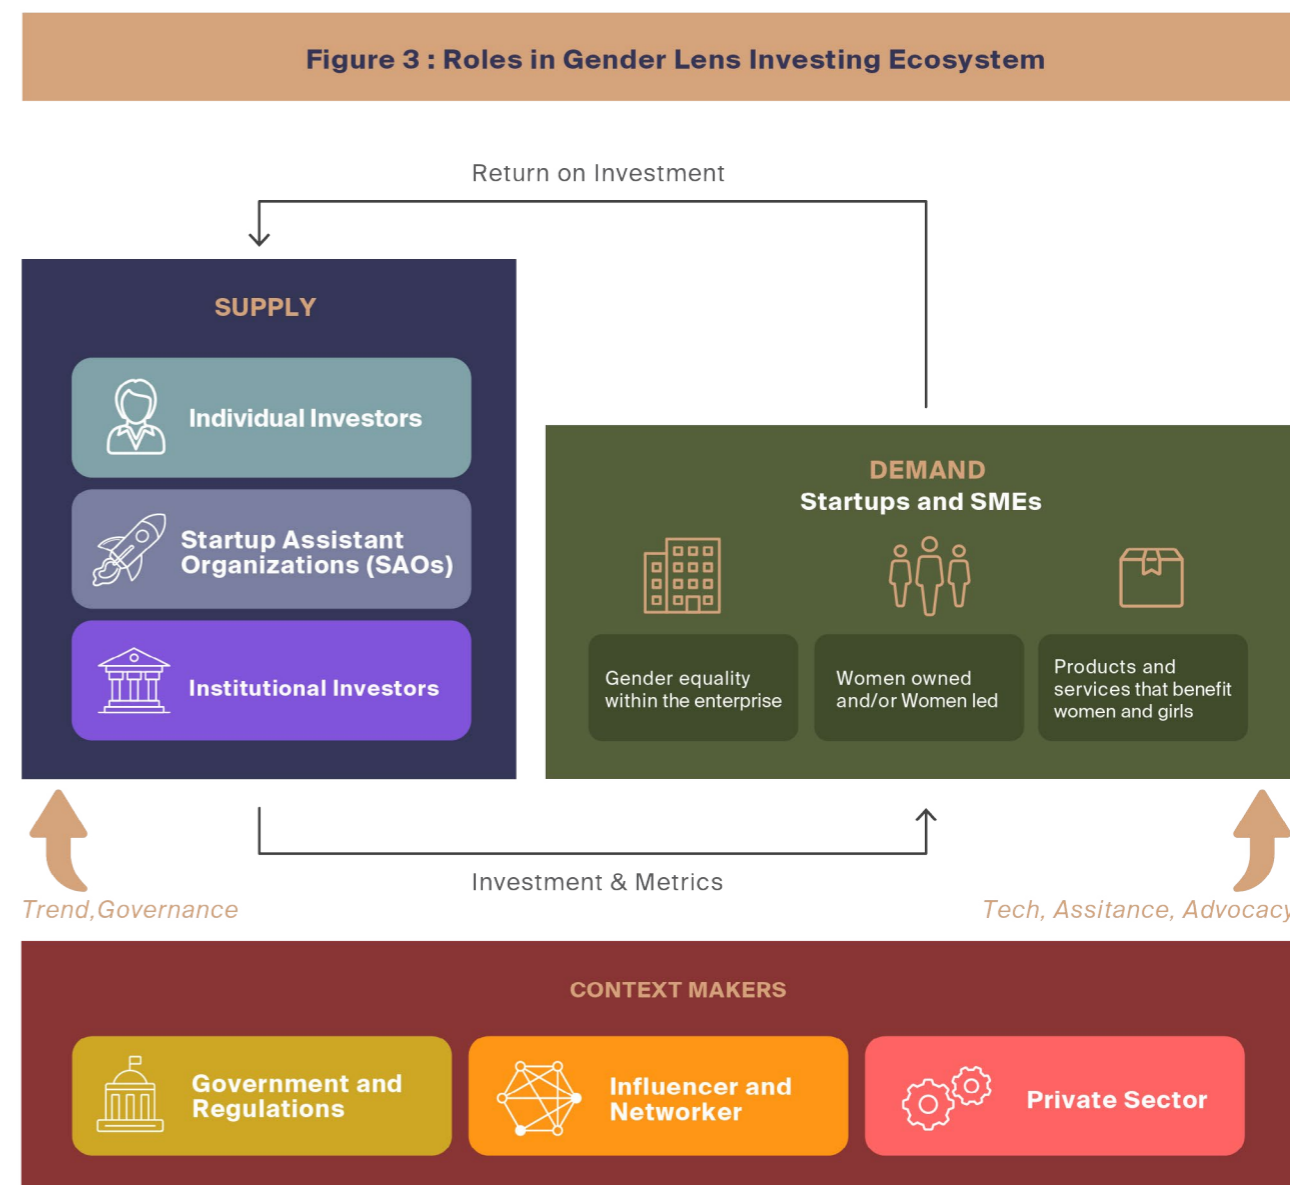 Figure 3 : Roles in Gender Lens Investing Ecosystem
Return on Investment
SUPPLY
Individual Investors
Startup Assistant
Organizations (SAOs)
Institutional Investors
DEMAND
Startups and SMEs
Gender equality
within the enterprise
Women owned
and/or Women led
Products and
services that benefit
women and girls
Investment & Metrics
Trend,Governance
Tech, Assitance, Advocacy
CONTEXT MAKERS
Government and
Regulations
Influencer and
Networker
Private Sector